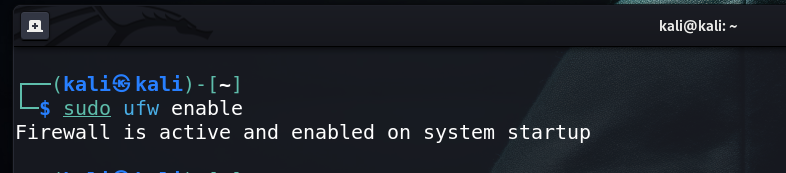 kali@kali: ~
┌──(kali㉿kali)-[~]
└─$ sudo ufw enable
Firewall is active and enabled on system startup